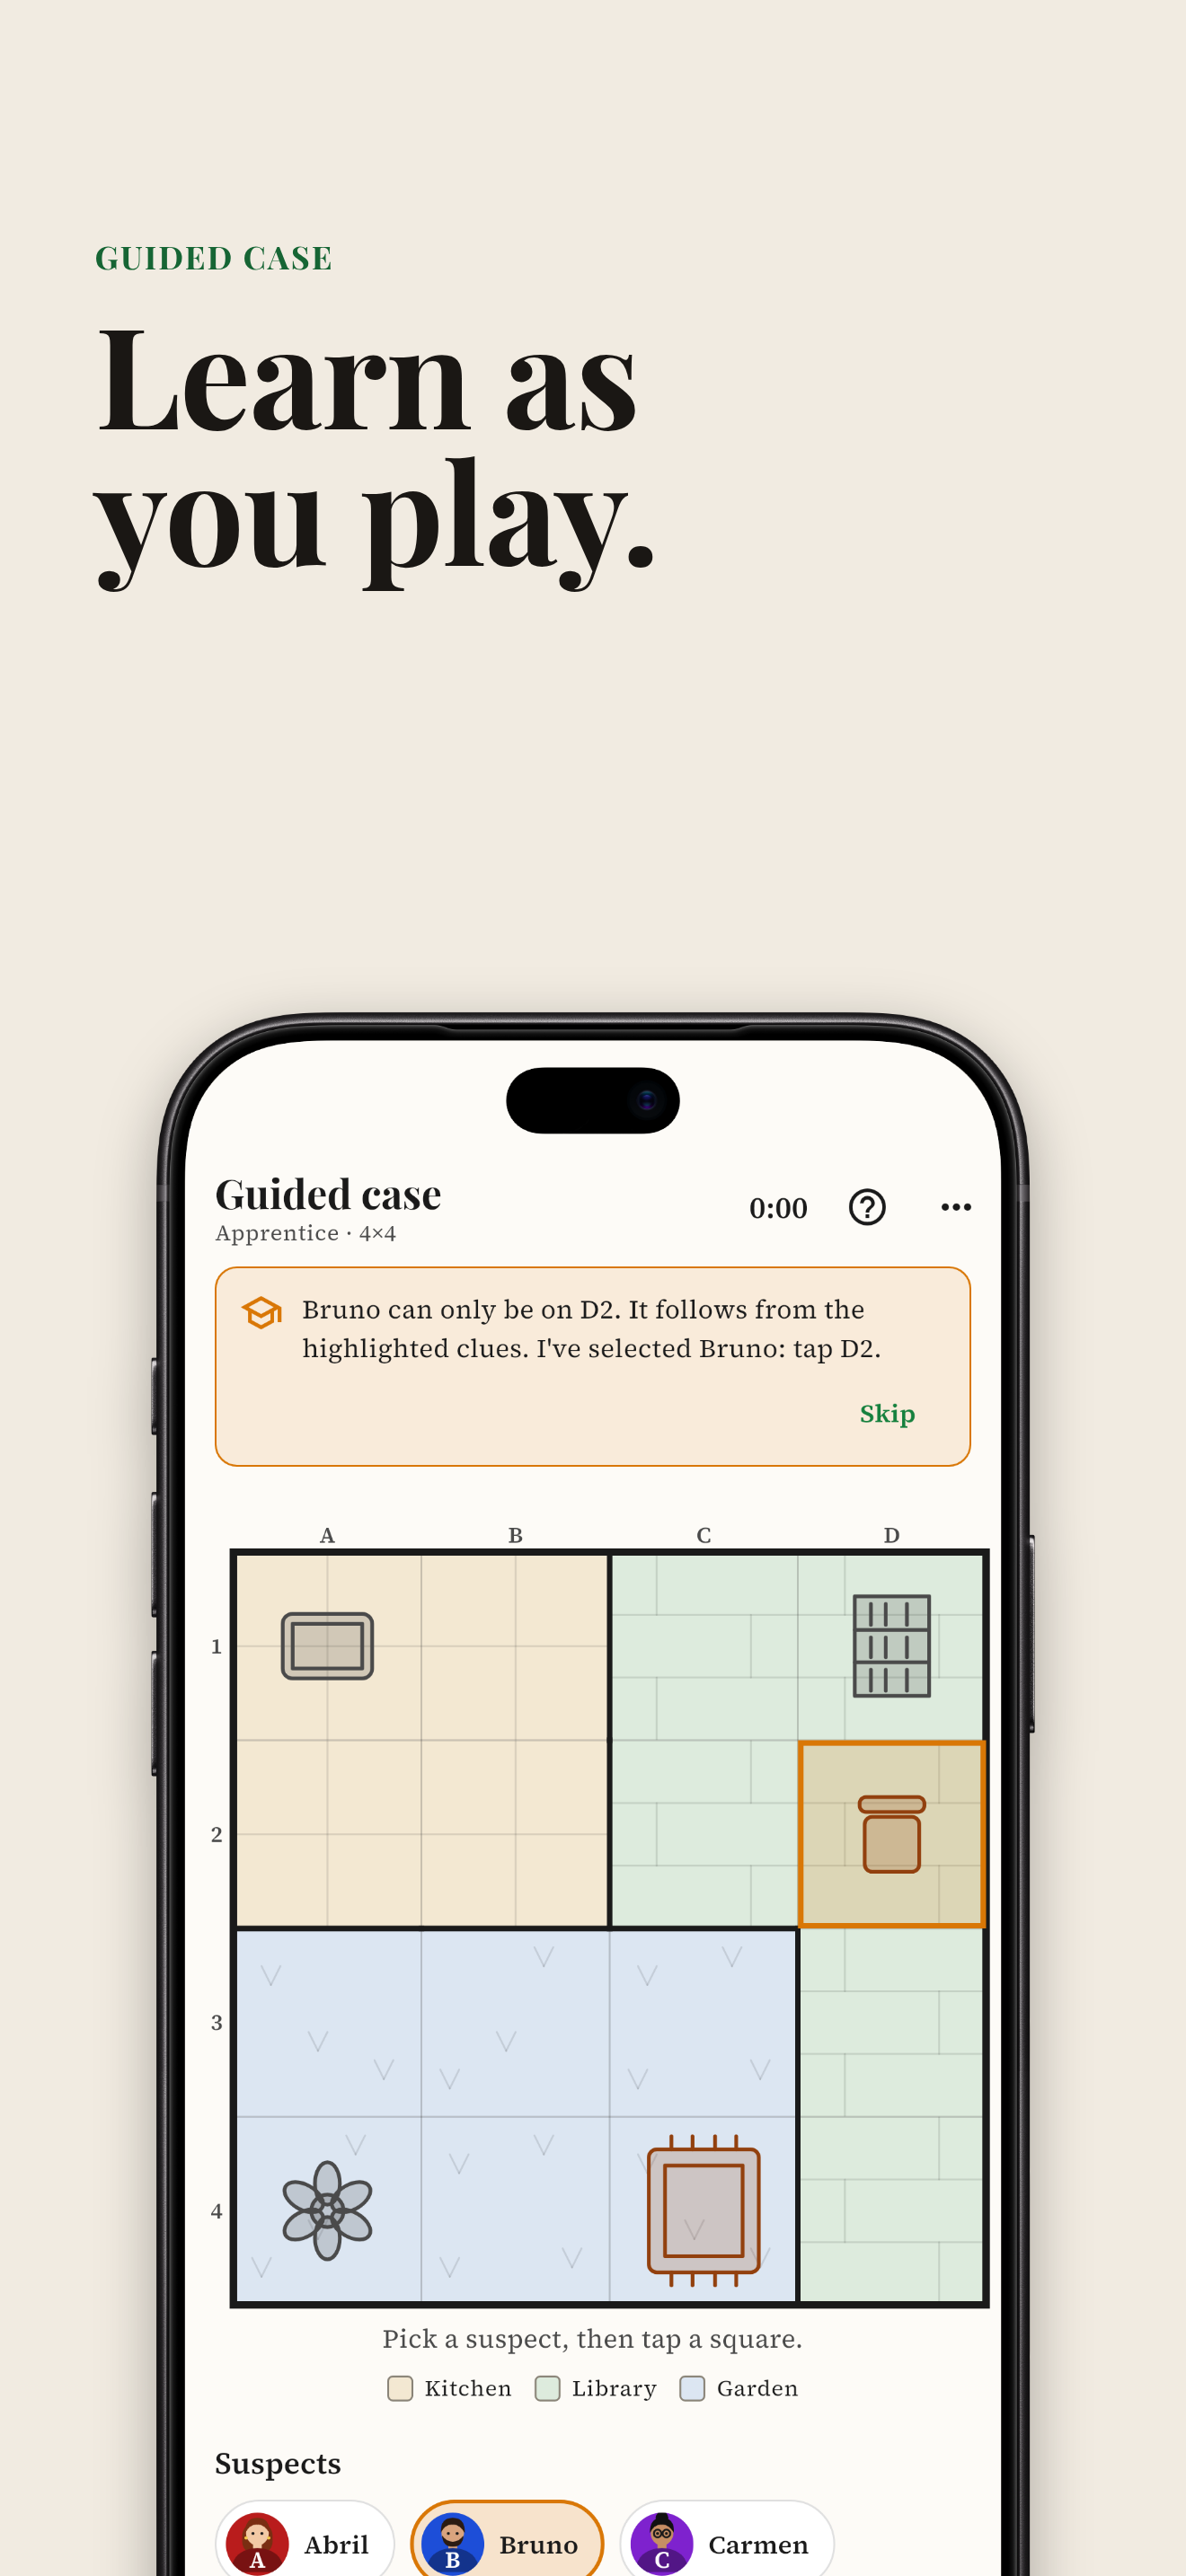 GUIDED CASE
Learn as
you play.
Guided case
0:00
Apprentice · 4×4
Bruno can only be on D2. It follows from the
highlighted clues. I've selected Bruno: tap D2.
Skip
A B C D
1
2
3
4
Pick a suspect, then tap a square.
Kitchen Library Garden
Suspects
A Abril B Bruno C Carmen